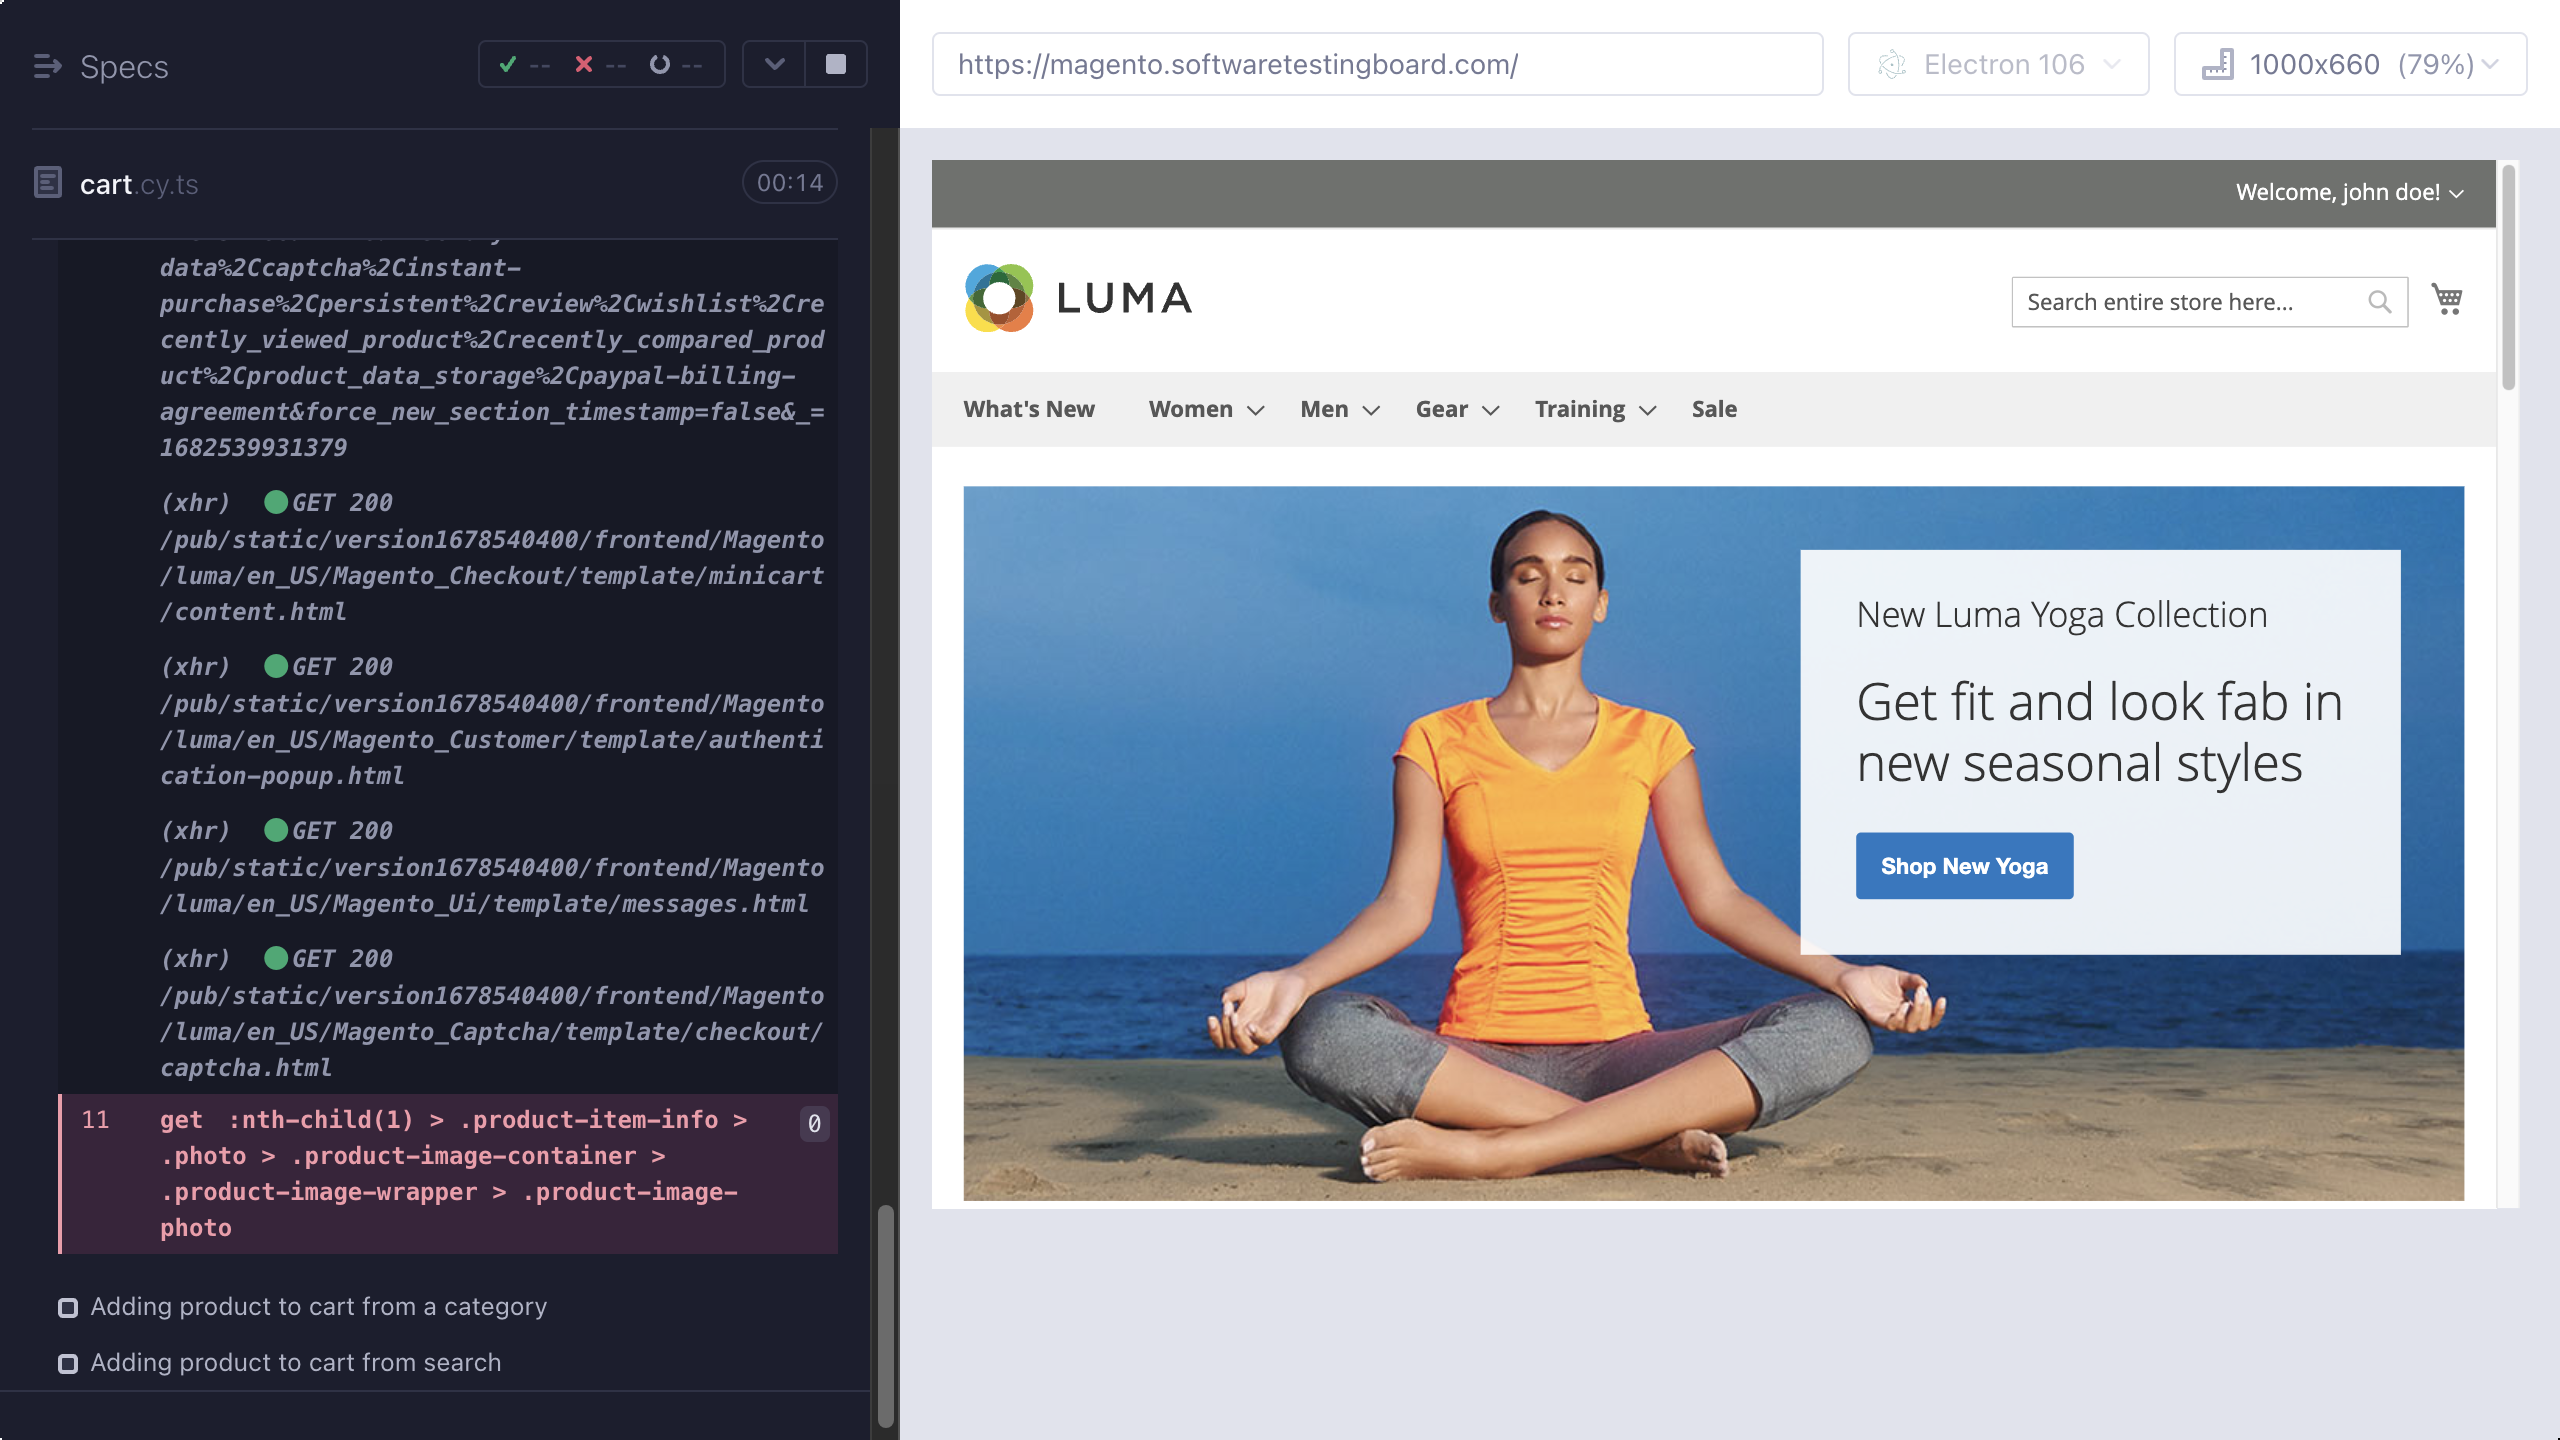 Specs
-- -- --
cart.cy.ts
00:14
data%2Ccaptcha%2Cinstant-
purchase%2Cpersistent%2Creview%2Cwishlist%2Cre
cently_viewed_product%2Crecently_compared_prod
uct%2Cproduct_data_storage%2Cpaypal-billing-
agreement&force_new_section_timestamp=false&_=
1682539931379
(xhr) GET 200
/pub/static/version1678540400/frontend/Magento
/luma/en_US/Magento_Checkout/template/minicart
/content.html
(xhr) GET 200
/pub/static/version1678540400/frontend/Magento
/luma/en_US/Magento_Customer/template/authenti
cation-popup.html
(xhr) GET 200
/pub/static/version1678540400/frontend/Magento
/luma/en_US/Magento_Ui/template/messages.html
(xhr) GET 200
/pub/static/version1678540400/frontend/Magento
/luma/en_US/Magento_Captcha/template/checkout/
captcha.html
11 get :nth-child(1) > .product-item-info > 0
.photo > .product-image-container >
.product-image-wrapper > .product-image-
photo
Adding product to cart from a category
Adding product to cart from search
https://magento.softwaretestingboard.com/
Electron 106
1000x660 (79%)
Welcome, john doe!
LUMA
Search entire store here...
What's New Women Men Gear Training Sale
New Luma Yoga Collection
Get fit and look fab in
new seasonal styles
Shop New Yoga